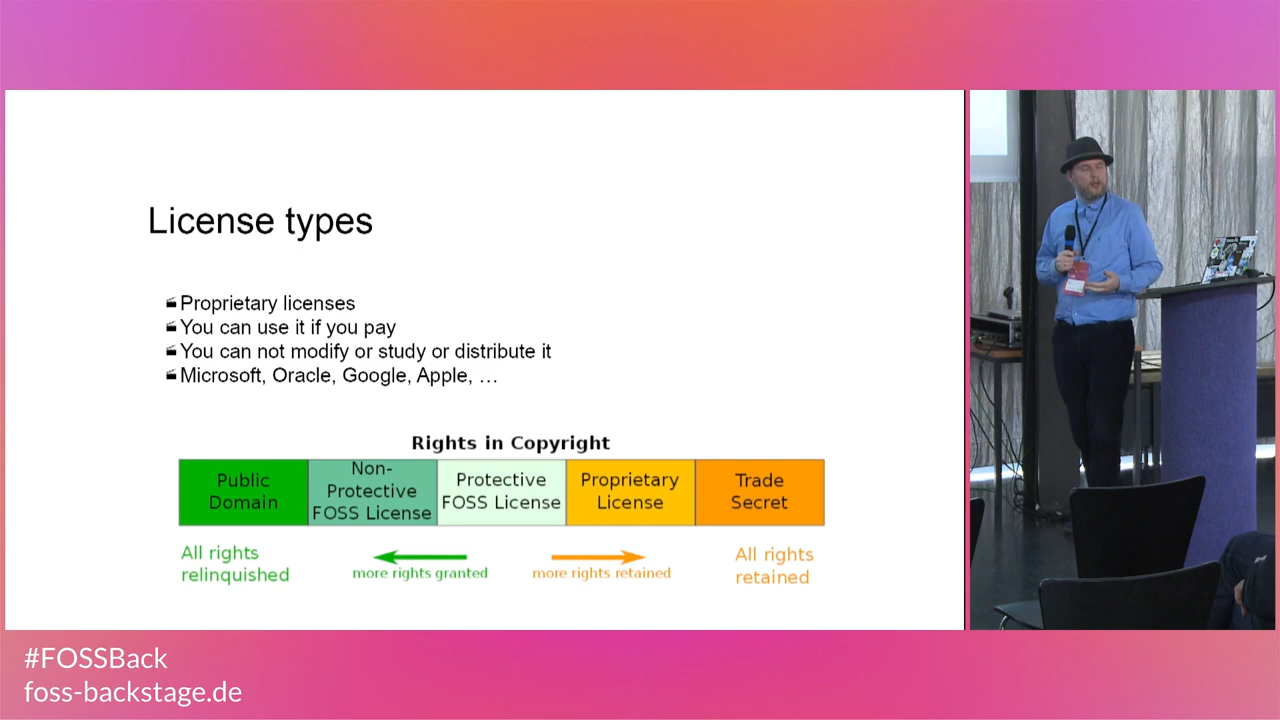 License types
Proprietary licenses
You can use it if you pay
You can not modify or study or distribute it
Microsoft, Oracle, Google, Apple, …
Rights in Copyright
Public
Domain
Non-
Protective
FOSS License
Protective
FOSS License
Proprietary
License
Trade
Secret
All rights
relinquished
more rights granted
more rights retained
All rights
retained
#FOSSBack
foss-backstage.de